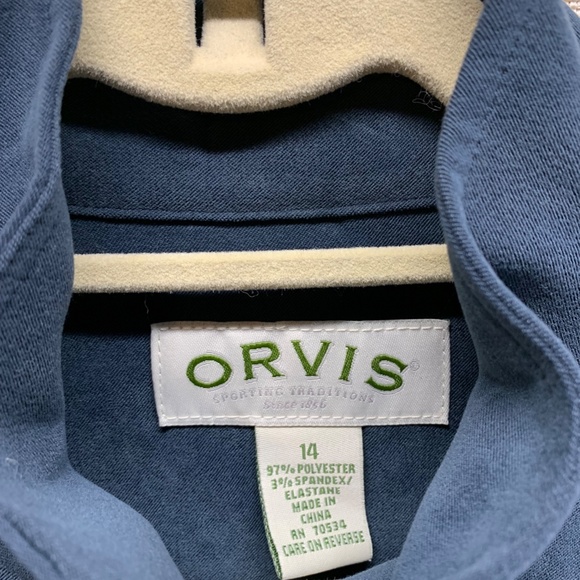 ORVIS®
SPORTING TRADITIONS
Since 1856
14
97% POLYESTER
3% SPANDEX/
ELASTANE
MADE IN
CHINA
RN 70534
CARE ON REVERSE